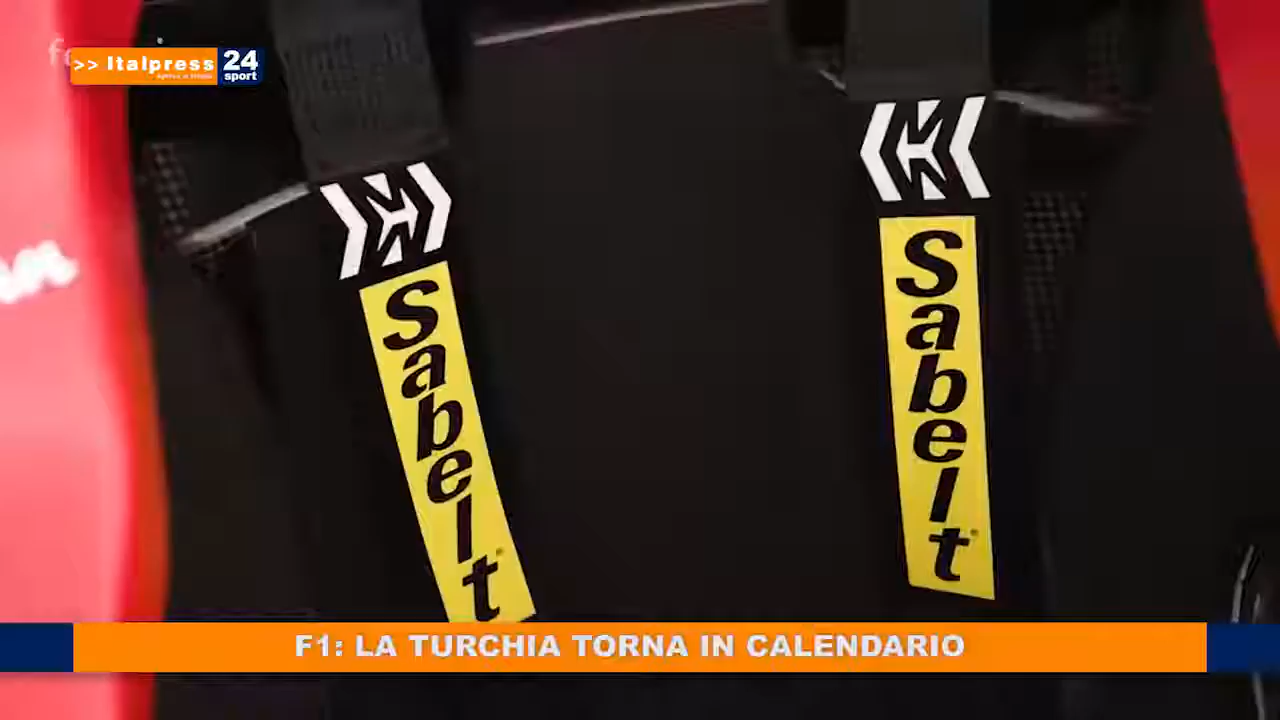 >> Italpress
24
sport
Sabelt
Sabelt
F1: LA TURCHIA TORNA IN CALENDARIO